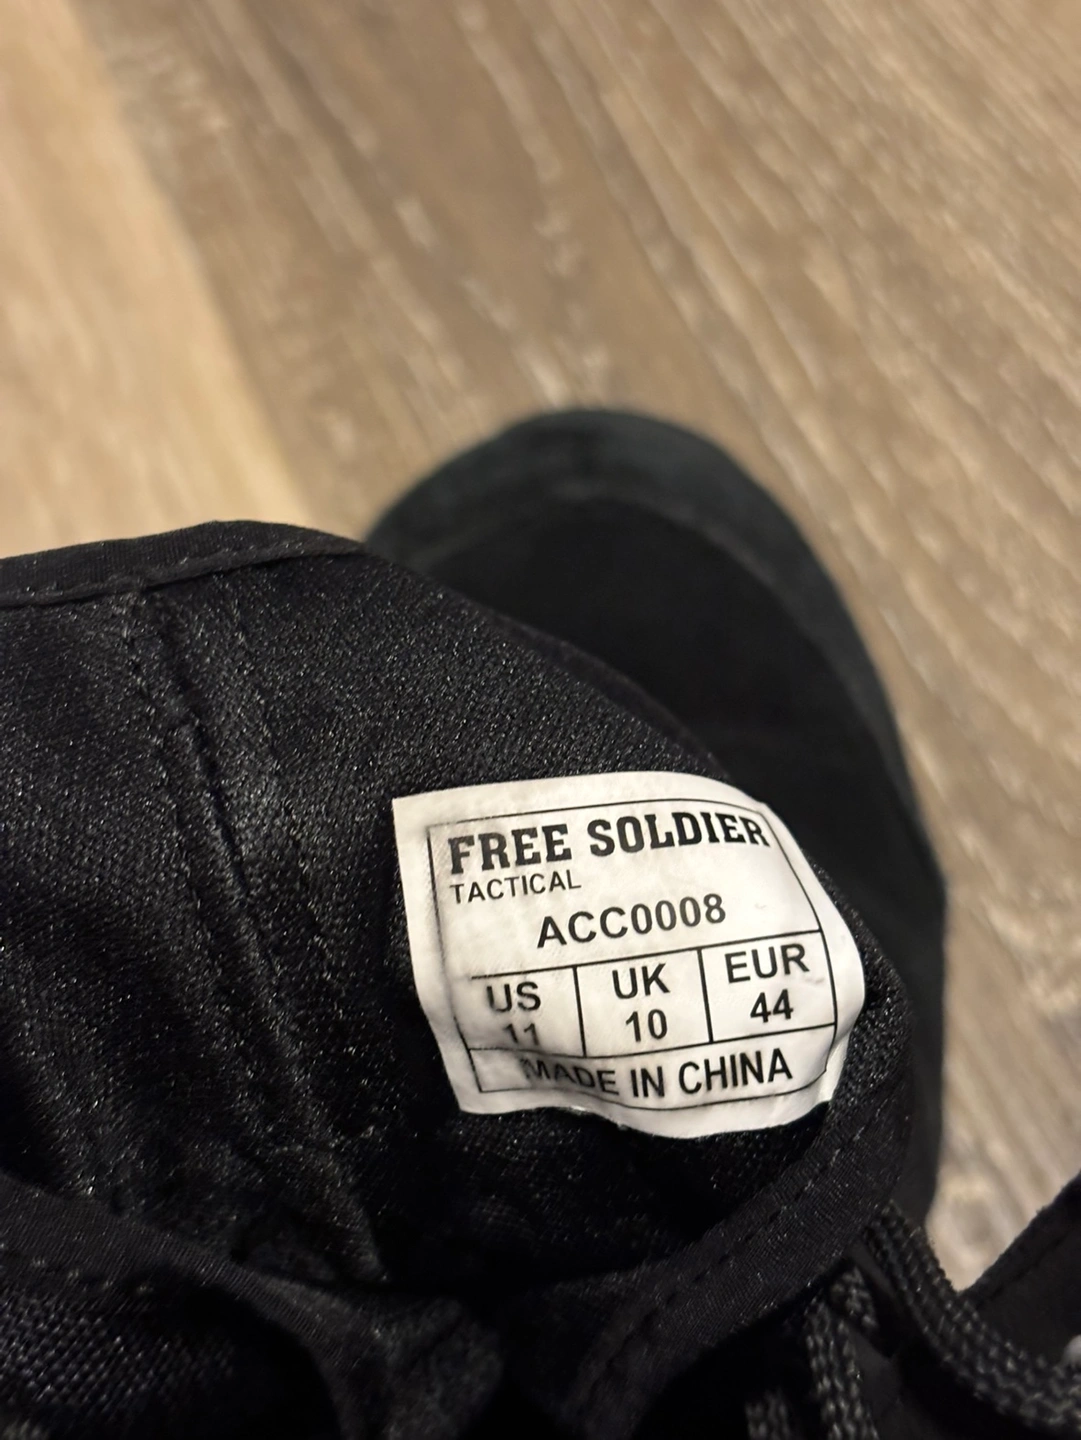 FREE SOLDIER
TACTICAL
ACC0008
US UK EUR
11 10 44
MADE IN CHINA